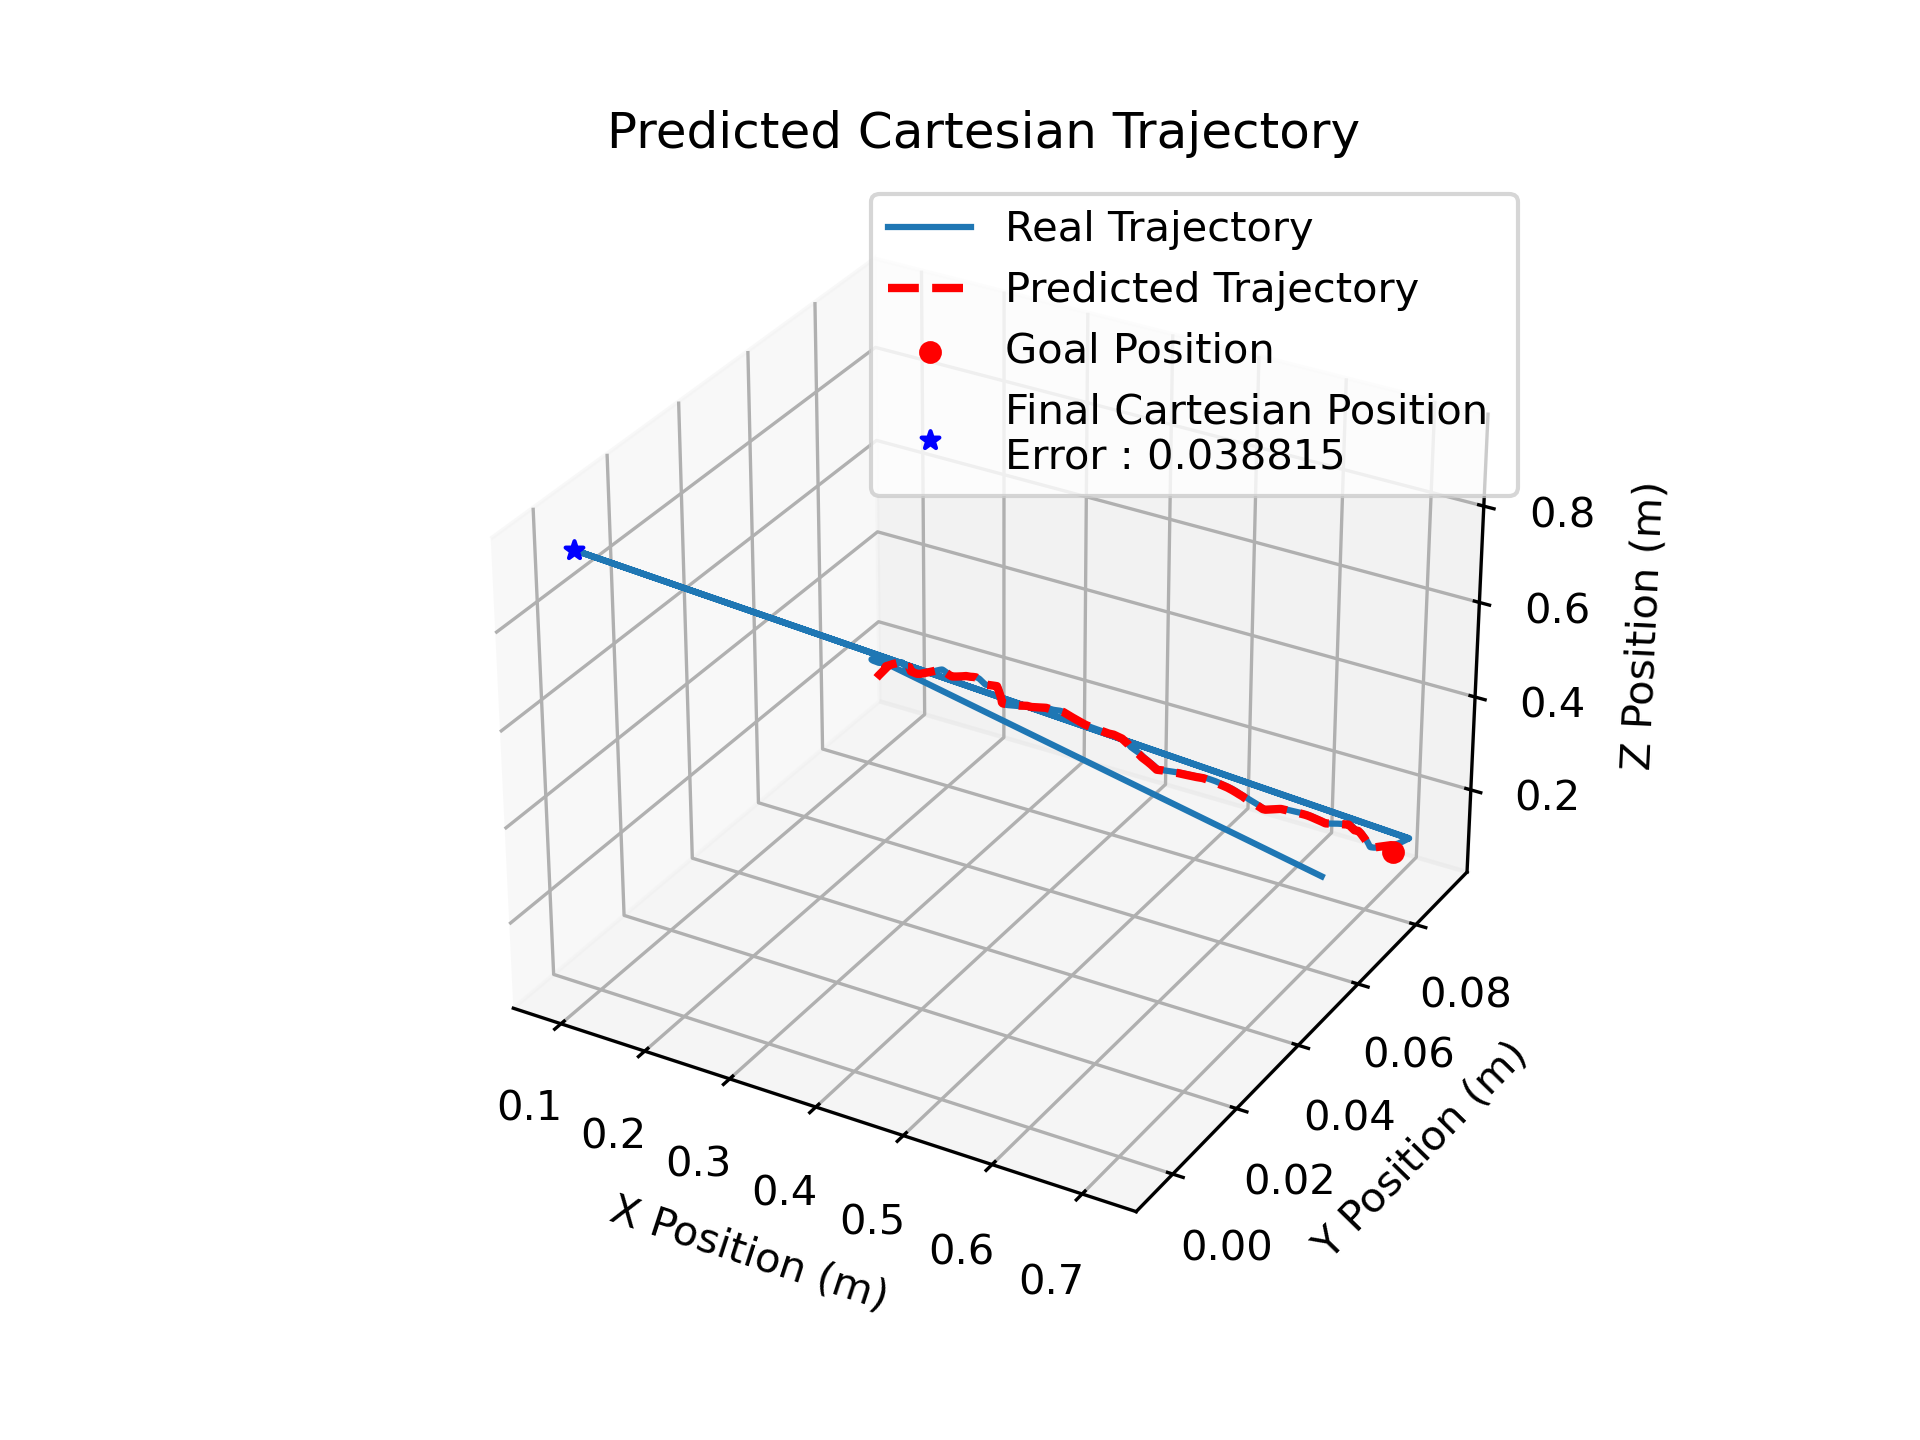 Predicted Cartesian Trajectory
Real Trajectory
Predicted Trajectory
Goal Position
Final Cartesian Position
Error : 0.038815
0.8
0.6
0.4
0.2
Z Position (m)
0.1
0.2
0.3
0.4
0.5
0.6
0.7
X Position (m)
0.08
0.06
0.04
0.02
0.00
Y Position (m)